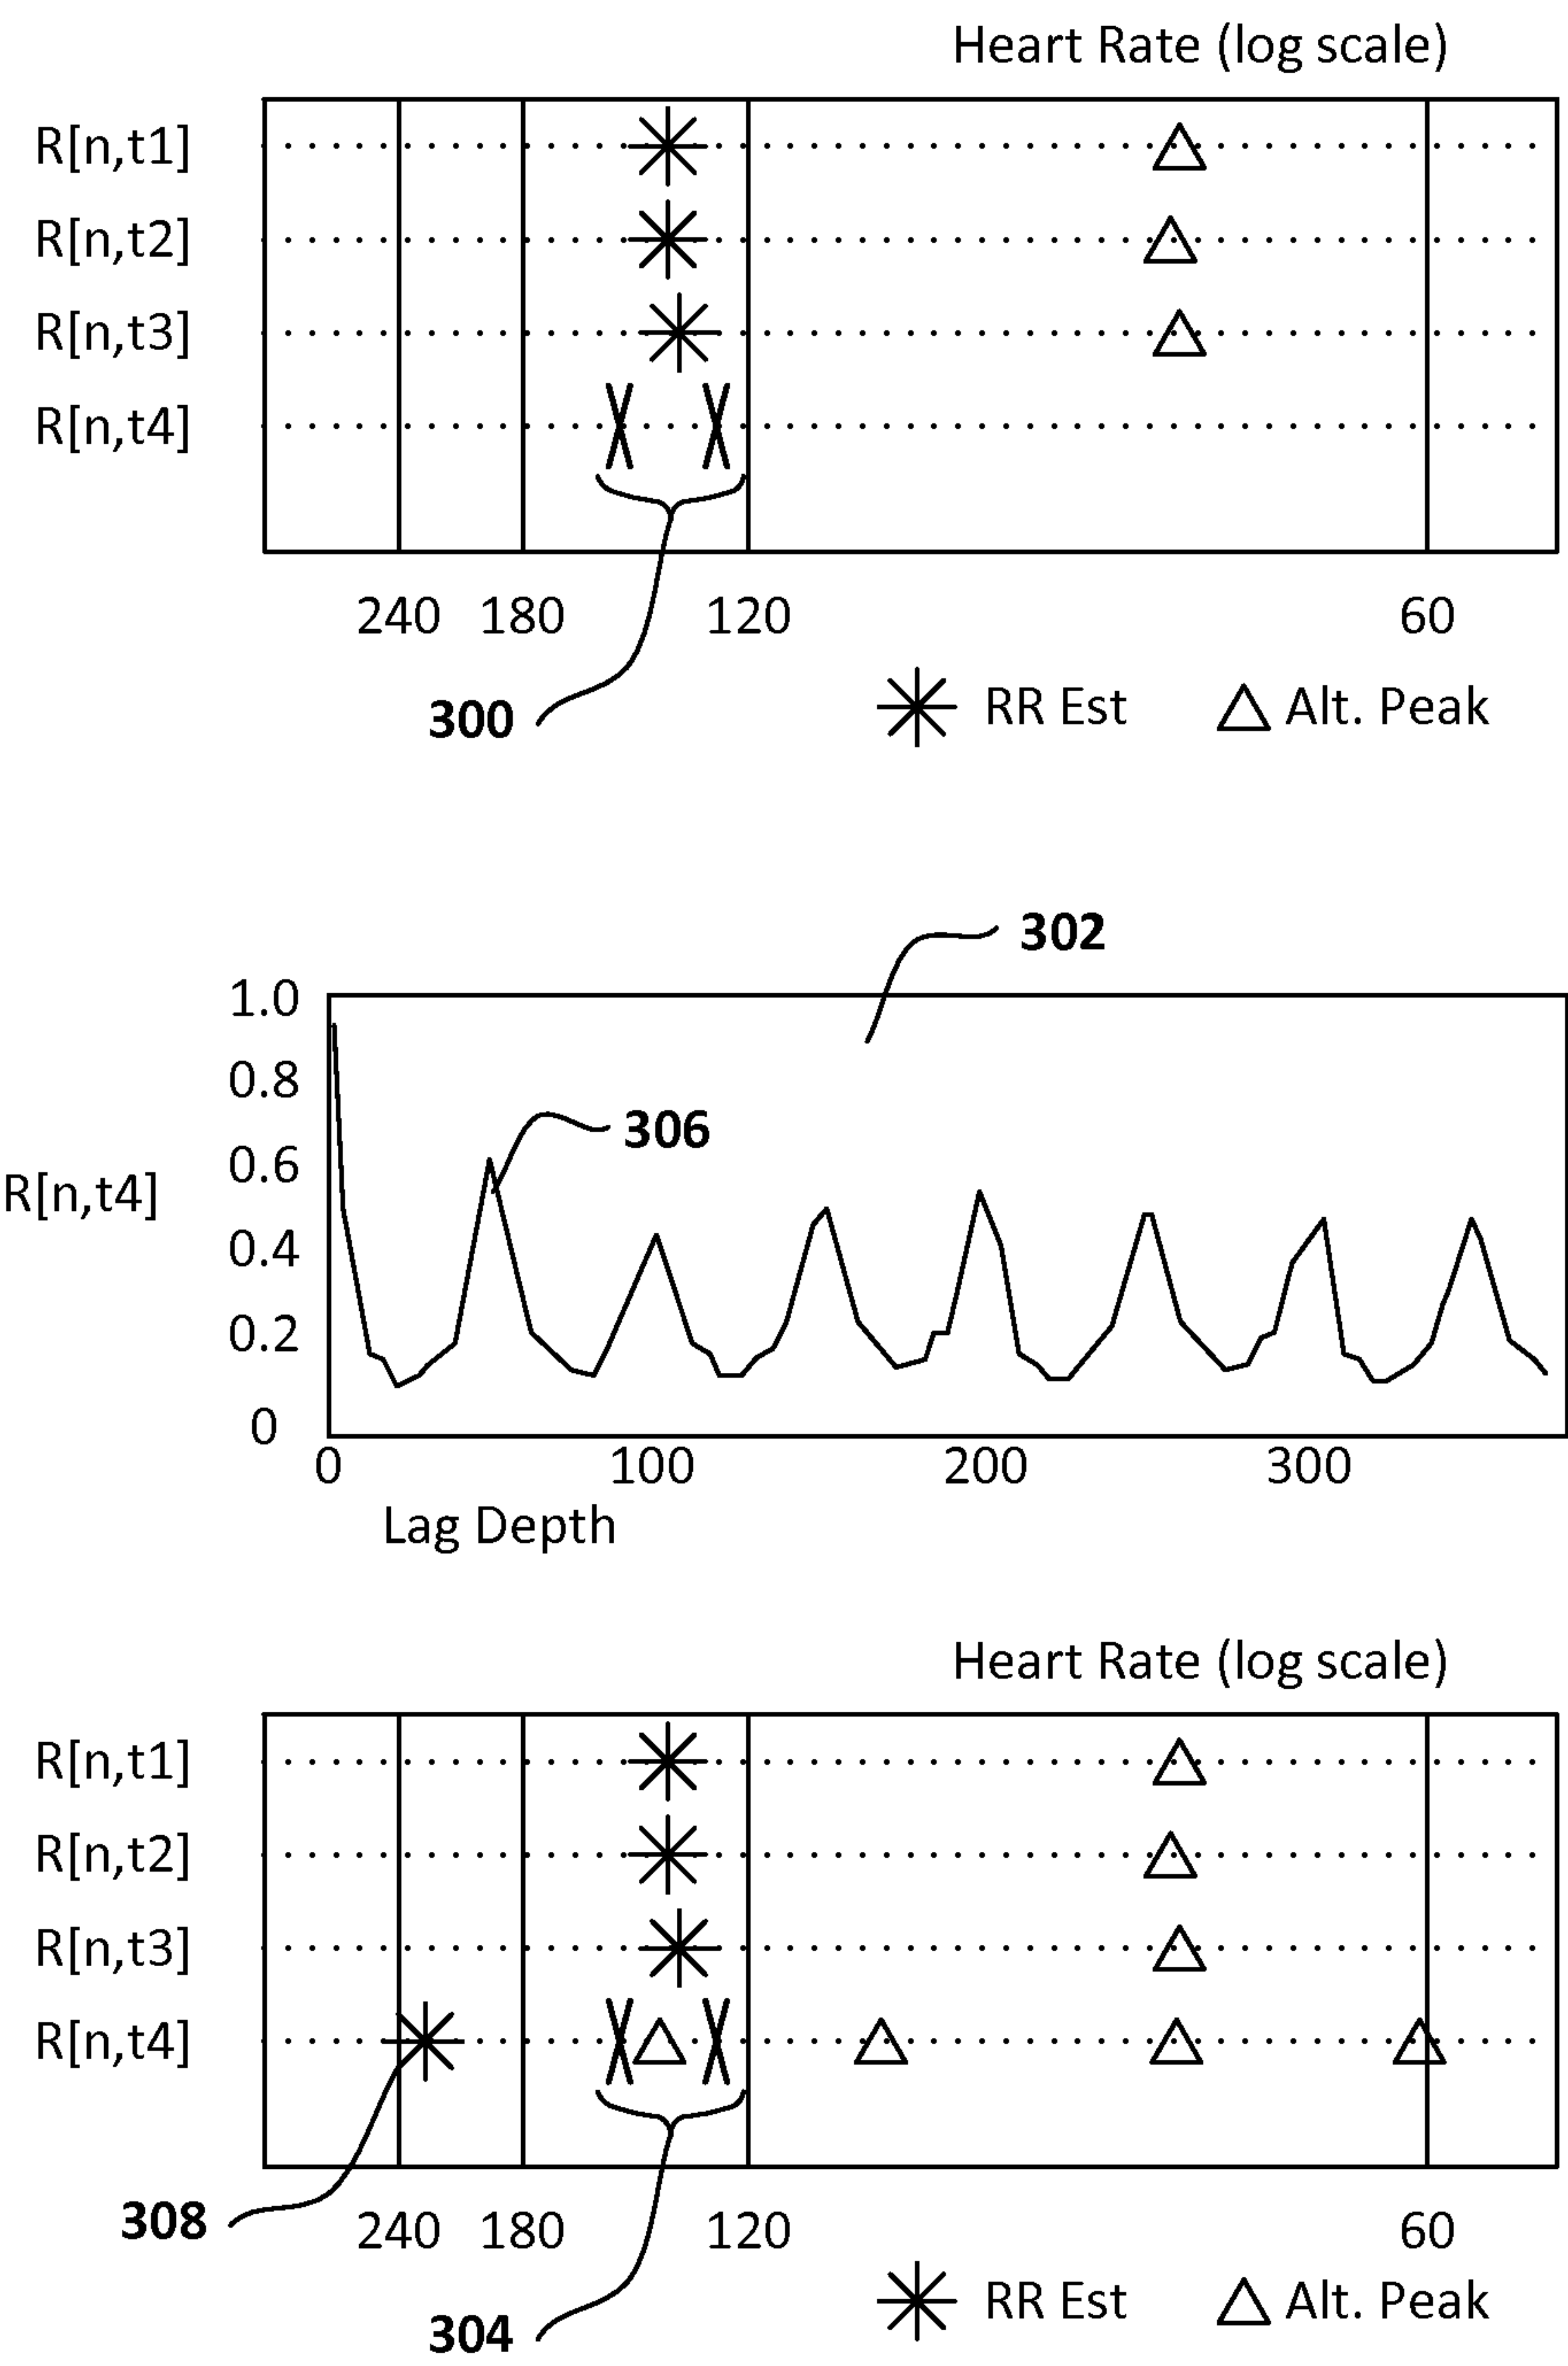 Heart Rate (log scale)
R[n,t1]
R[n,t2]
R[n,t3]
R[n,t4]
240 180 120 60
300 RR Est Alt. Peak
302
1.0
0.8
306
0.6
R[n,t4]
0.4
0.2
0
0 100 200 300
Lag Depth
Heart Rate (log scale)
R[n,t1]
R[n,t2]
R[n,t3]
R[n,t4]
308 240 180 120 60
RR Est Alt. Peak
304